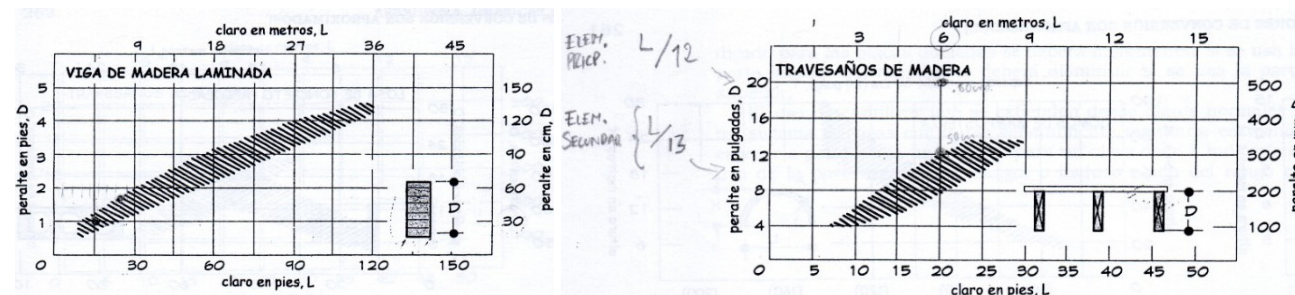 claro en metros, L
9 18 27 36 45
VIGA DE MADERA LAMINADA
peralte en pies, D
5
4
3
2
1
0
150
120
90
60
30
peralte en cm, D
D
30 60 90 120 150
claro en pies, L
ELEM.
PRICP.
L/12
ELEM.
SECUNDAR
L/13
claro en metros, L
3 6 9 12 15
TRAVESAÑOS DE MADERA
peralte en pulgadas, D
20
16
12
8
4
0
500
400
300
200
100
D
5 10 15 20 25 30 35 40 45 50
claro en pies, L